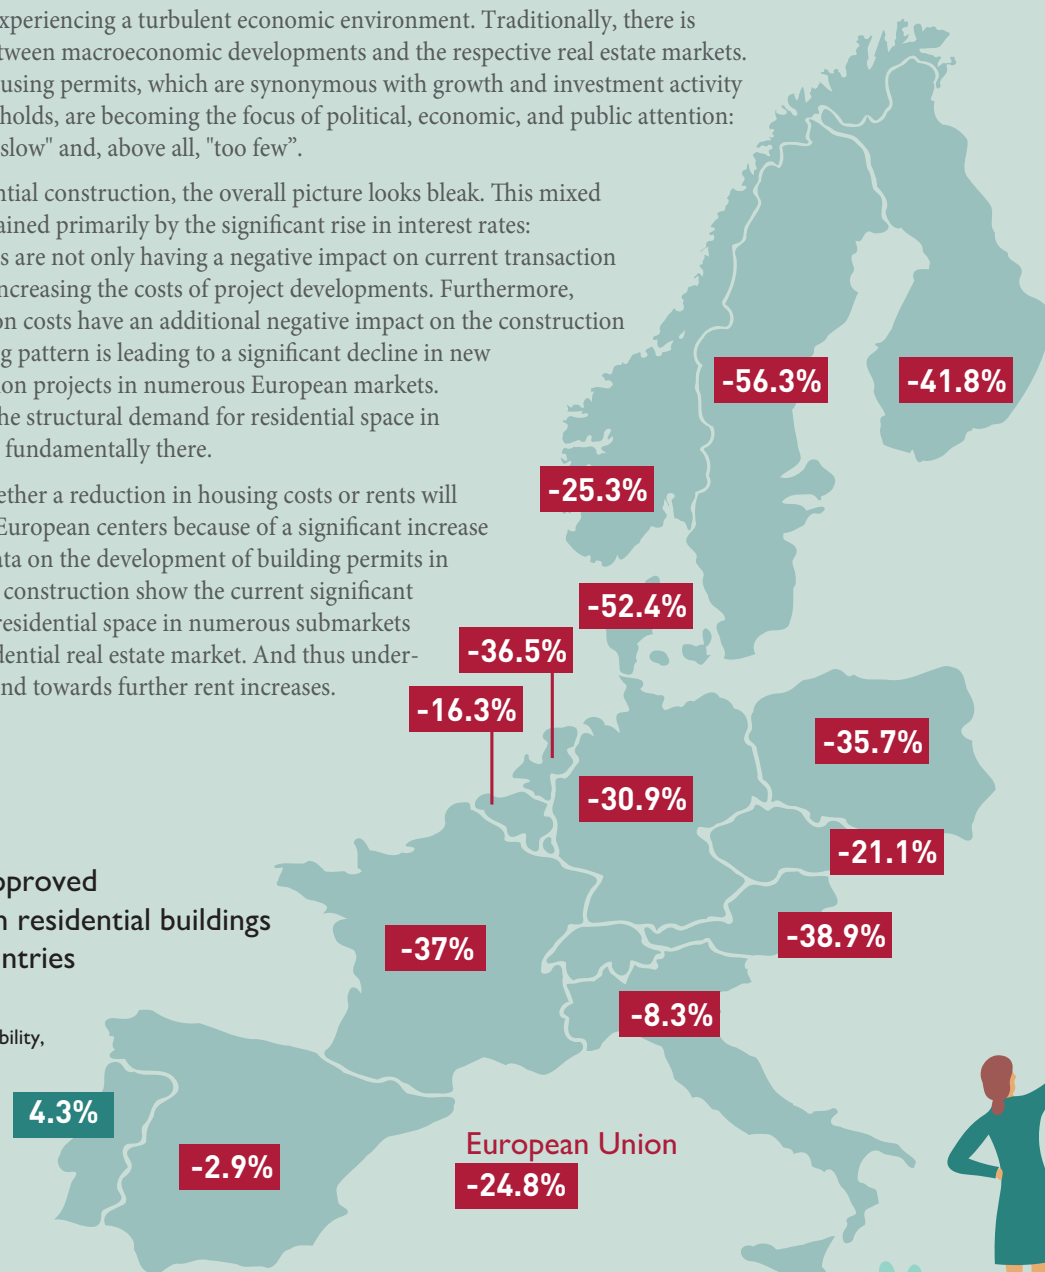 xperiencing a turbulent economic environment. Traditionally, there is
tween macroeconomic developments and the respective real estate markets.
using permits, which are synonymous with growth and investment activity
holds, are becoming the focus of political, economic, and public attention:
slow" and, above all, "too few”.
ntial construction, the overall picture looks bleak. This mixed
ained primarily by the significant rise in interest rates:
s are not only having a negative impact on current transaction
ncreasing the costs of project developments. Furthermore,
on costs have an additional negative impact on the construction
g pattern is leading to a significant decline in new
ion projects in numerous European markets.
he structural demand for residential space in
fundamentally there.
ether a reduction in housing costs or rents will
European centers because of a significant increase
ata on the development of building permits in
construction show the current significant
residential space in numerous submarkets
dential real estate market. And thus under-
nd towards further rent increases.
-56.3%
-41.8%
-25.3%
-52.4%
-36.5%
-16.3%
-35.7%
-30.9%
-21.1%
pproved
n residential buildings
ntries
-38.9%
-37%
-8.3%
bility,
4.3%
-2.9%
European Union
-24.8%